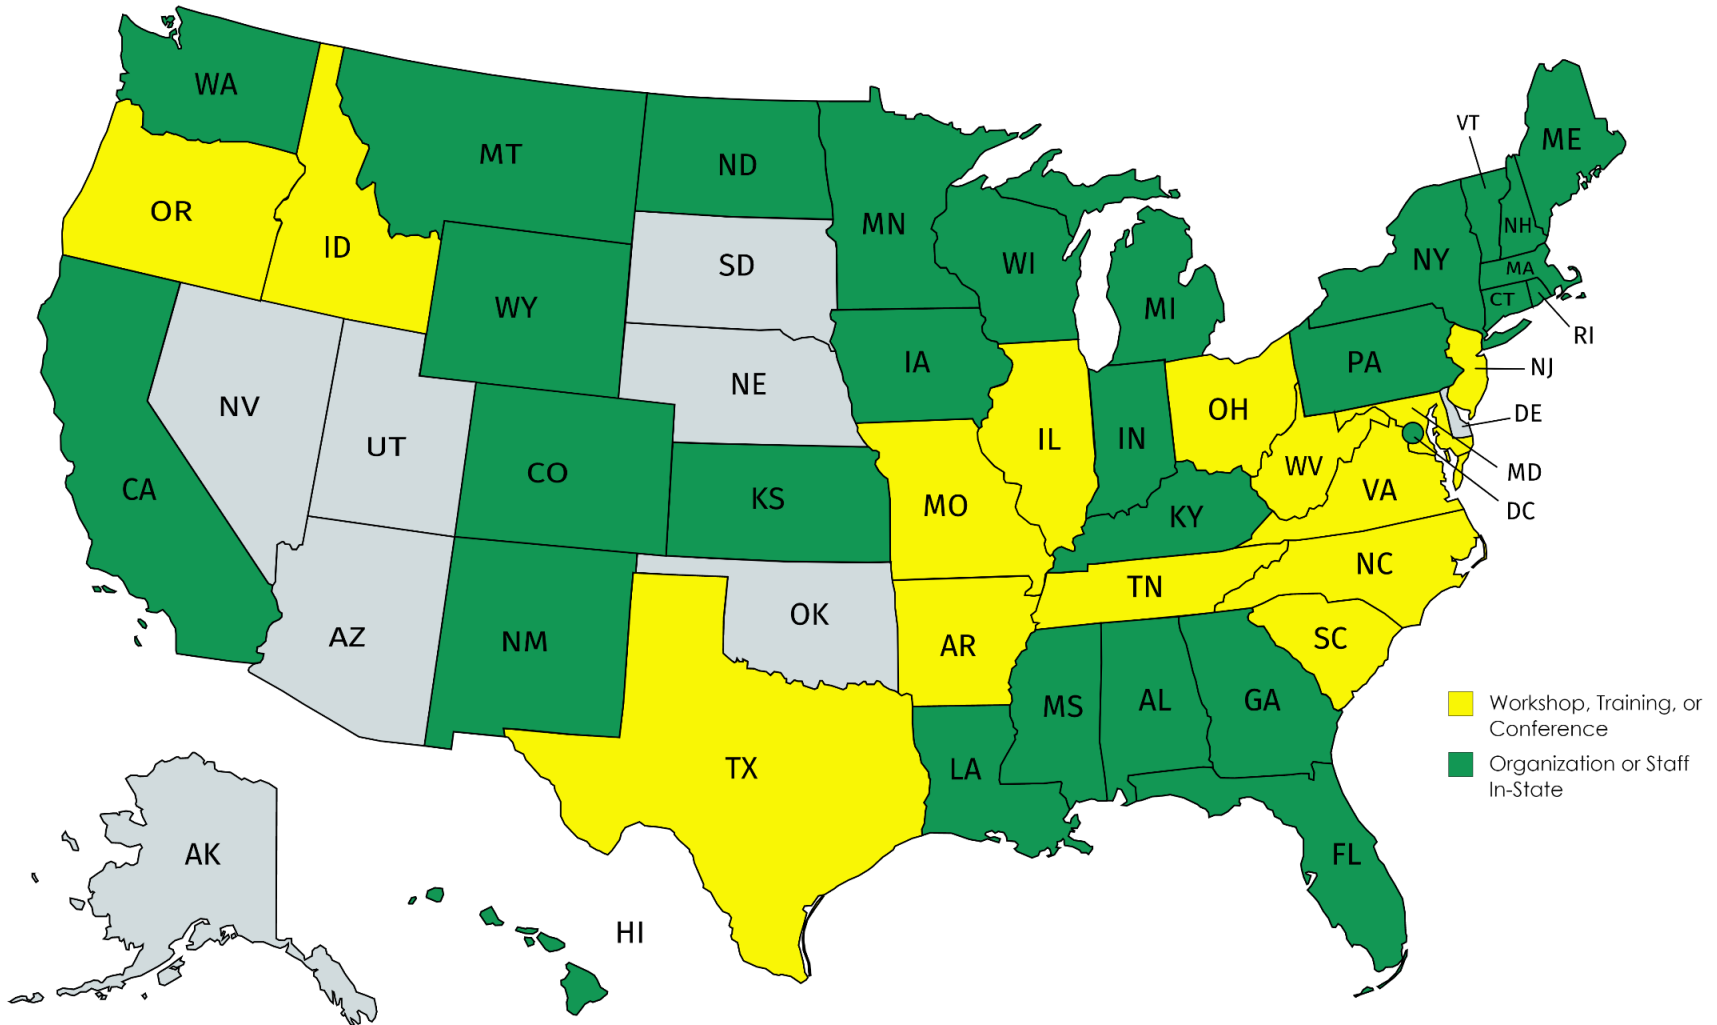 WA
MT
ND
MN
ME
VT
OR
ID
SD
WI
NH
NY
MA
CT
WY
MI
RI
IA
PA
NJ
NE
NV
OH
DE
UT
IL
IN
CO
WV
MD
CA
KS
VA
MO
DC
KY
NC
TN
OK
AZ
NM
AR
SC
MS
AL
GA
Workshop, Training, or
Conference
TX
LA
Organization or Staff
In-State
AK
FL
HI